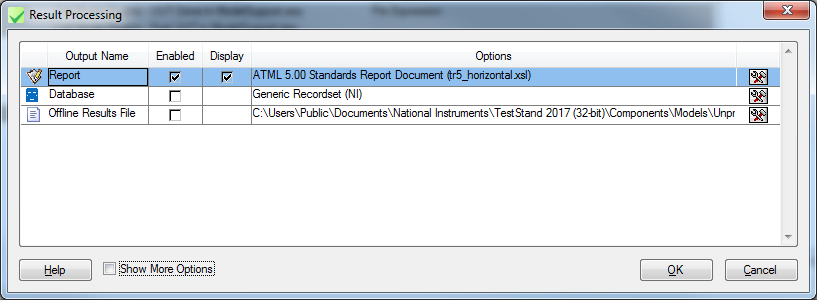 Result Processing
Output Name Enabled Display Options
Report ATML 5.00 Standards Report Document (tr5_horizontal.xsl)
Database Generic Recordset (NI)
Offline Results File C:\Users\Public\Documents\National Instruments\TestStand 2017 (32-bit)\Components\Models\Unpr
Help Show More Options OK Cancel